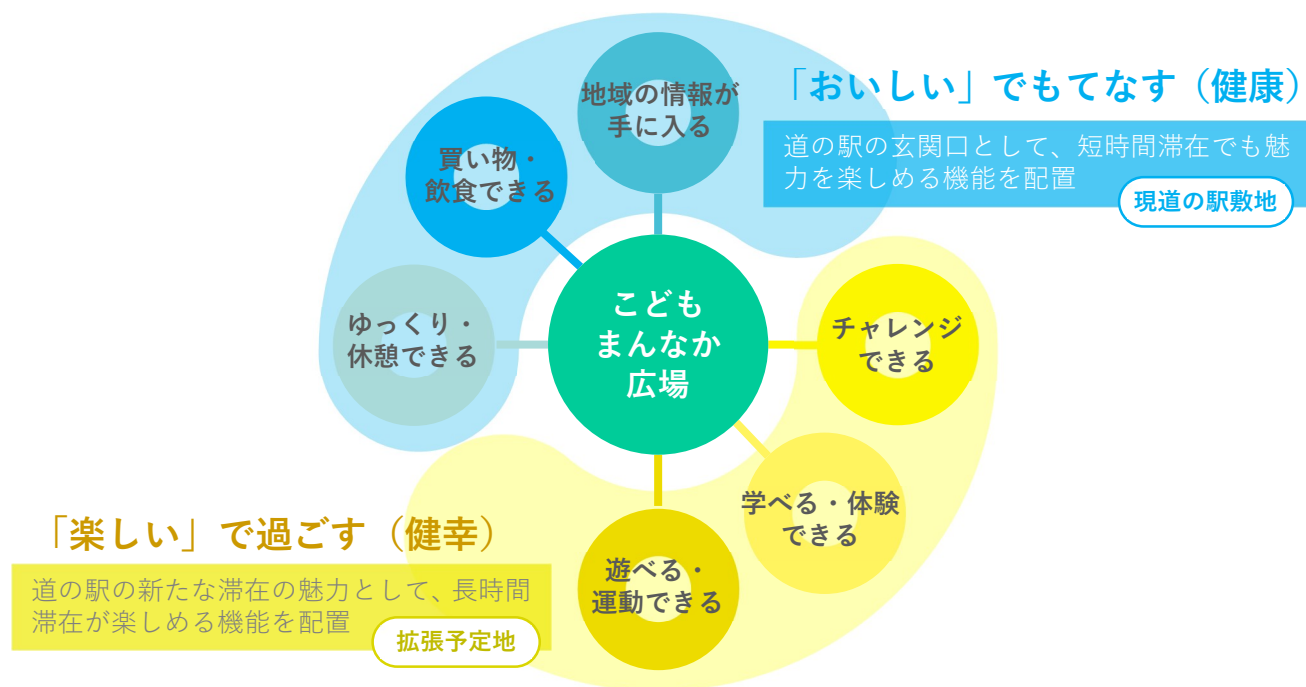 「おいしい」でもてなす（健康）
道の駅の玄関口として、短時間滞在でも魅
力を楽しめる機能を配置
現道の駅敷地
地域の情報が
手に入る
買い物・
飲食できる
ゆっくり・
休憩できる
こども
まんなか
広場
チャレンジ
できる
学べる・体験
できる
遊べる・
運動できる
「楽しい」で過ごす（健幸）
道の駅の新たな滞在の魅力として、長時間
滞在が楽しめる機能を配置
拡張予定地